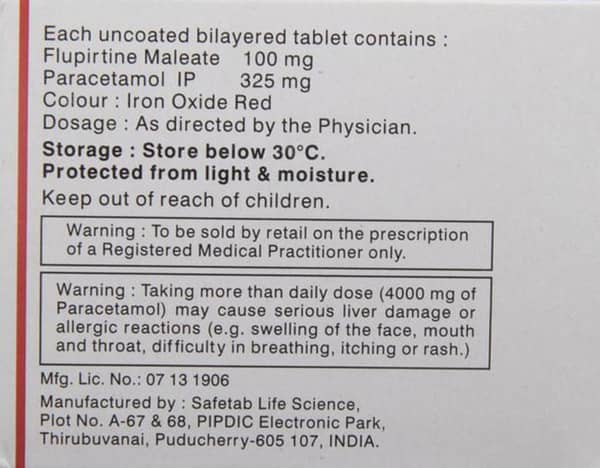 Each uncoated bilayered tablet contains :
Flupirtine Maleate 100 mg
Paracetamol IP 325 mg
Colour : Iron Oxide Red
Dosage : As directed by the Physician.
Storage : Store below 30°C.
Protected from light & moisture.
Keep out of reach of children.
Warning : To be sold by retail on the prescription
of a Registered Medical Practitioner only.
Warning : Taking more than daily dose (4000 mg of
Paracetamol) may cause serious liver damage or
allergic reactions (e.g. swelling of the face, mouth
and throat, difficulty in breathing, itching or rash.)
Mfg. Lic. No.: 07 13 1906
Manufactured by : Safetab Life Science,
Plot No. A-67 & 68, PIPDIC Electronic Park,
Thirubuvanai, Puducherry-605 107, INDIA.